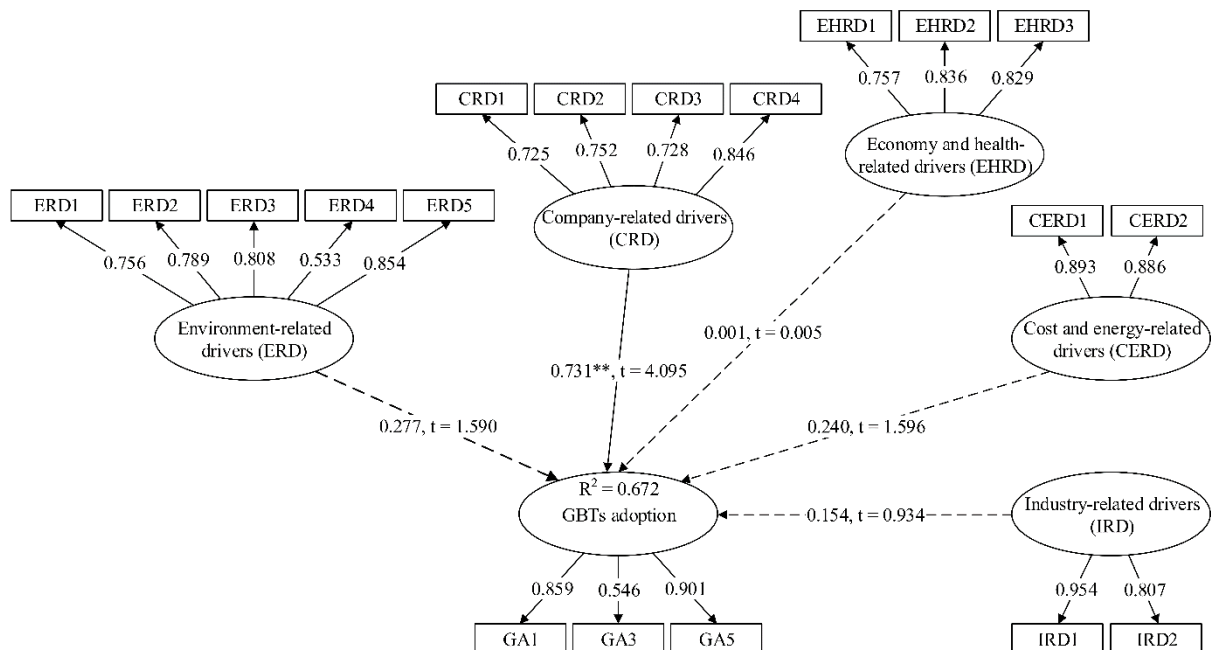 EHRD1 EHRD2 EHRD3
0.757 0.836 0.829
CRD1 CRD2 CRD3 CRD4
0.725 0.752 0.728 0.846
Economy and health-
related drivers (EHRD)
ERD1 ERD2 ERD3 ERD4 ERD5
0.756 0.789 0.808 0.533 0.854
Company-related drivers
(CRD)
CERD1 CERD2
0.893 0.886
Environment-related
drivers (ERD)
Cost and energy-related
drivers (CERD)
0.001, t = 0.005
0.731**, t = 4.095
0.277, t = 1.590
0.240, t = 1.596
R² = 0.672
GBTs adoption
0.154, t = 0.934
Industry-related drivers
(IRD)
0.859 0.546 0.901
0.954 0.807
GA1 GA3 GA5
IRD1 IRD2